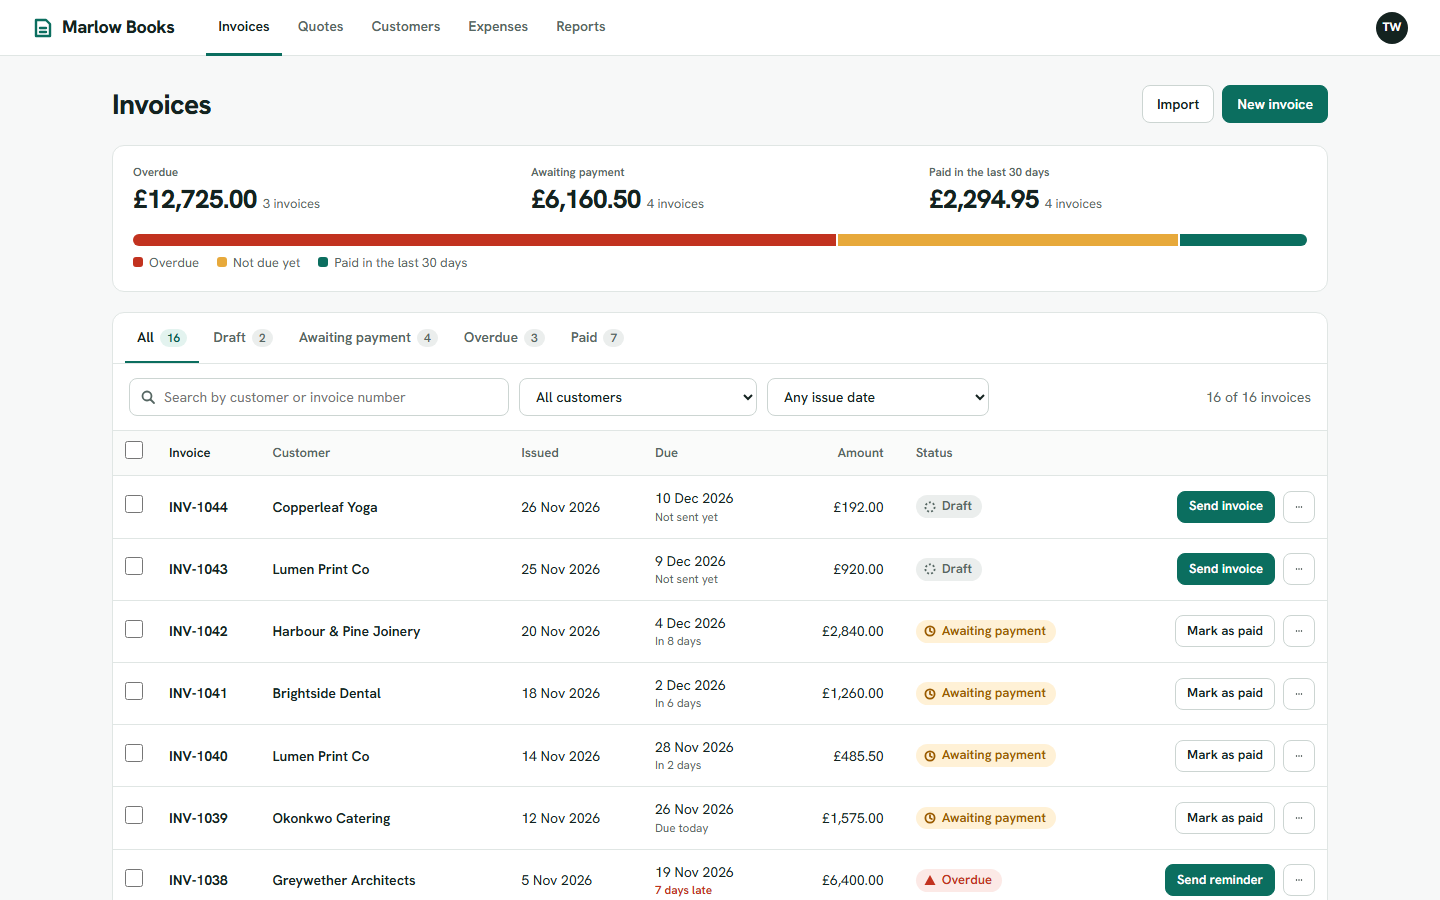 Marlow Books
Invoices Quotes Customers Expenses Reports
TW
Invoices
Import New invoice
Overdue Awaiting payment Paid in the last 30 days
£12,725.00 3 invoices £6,160.50 4 invoices £2,294.95 4 invoices
Overdue Not due yet Paid in the last 30 days
All 16 Draft 2 Awaiting payment 4 Overdue 3 Paid 7
Search by customer or invoice number All customers Any issue date 16 of 16 invoices
Invoice Customer Issued Due Amount Status
INV-1044 Copperleaf Yoga 26 Nov 2026 10 Dec 2026 £192.00 Draft Send invoice ...
Not sent yet
INV-1043 Lumen Print Co 25 Nov 2026 9 Dec 2026 £920.00 Draft Send invoice ...
Not sent yet
INV-1042 Harbour & Pine Joinery 20 Nov 2026 4 Dec 2026 £2,840.00 Awaiting payment Mark as paid ...
In 8 days
INV-1041 Brightside Dental 18 Nov 2026 2 Dec 2026 £1,260.00 Awaiting payment Mark as paid ...
In 6 days
INV-1040 Lumen Print Co 14 Nov 2026 28 Nov 2026 £485.50 Awaiting payment Mark as paid ...
In 2 days
INV-1039 Okonkwo Catering 12 Nov 2026 26 Nov 2026 £1,575.00 Awaiting payment Mark as paid ...
Due today
INV-1038 Greywether Architects 5 Nov 2026 19 Nov 2026 £6,400.00 Overdue Send reminder ...
7 days late